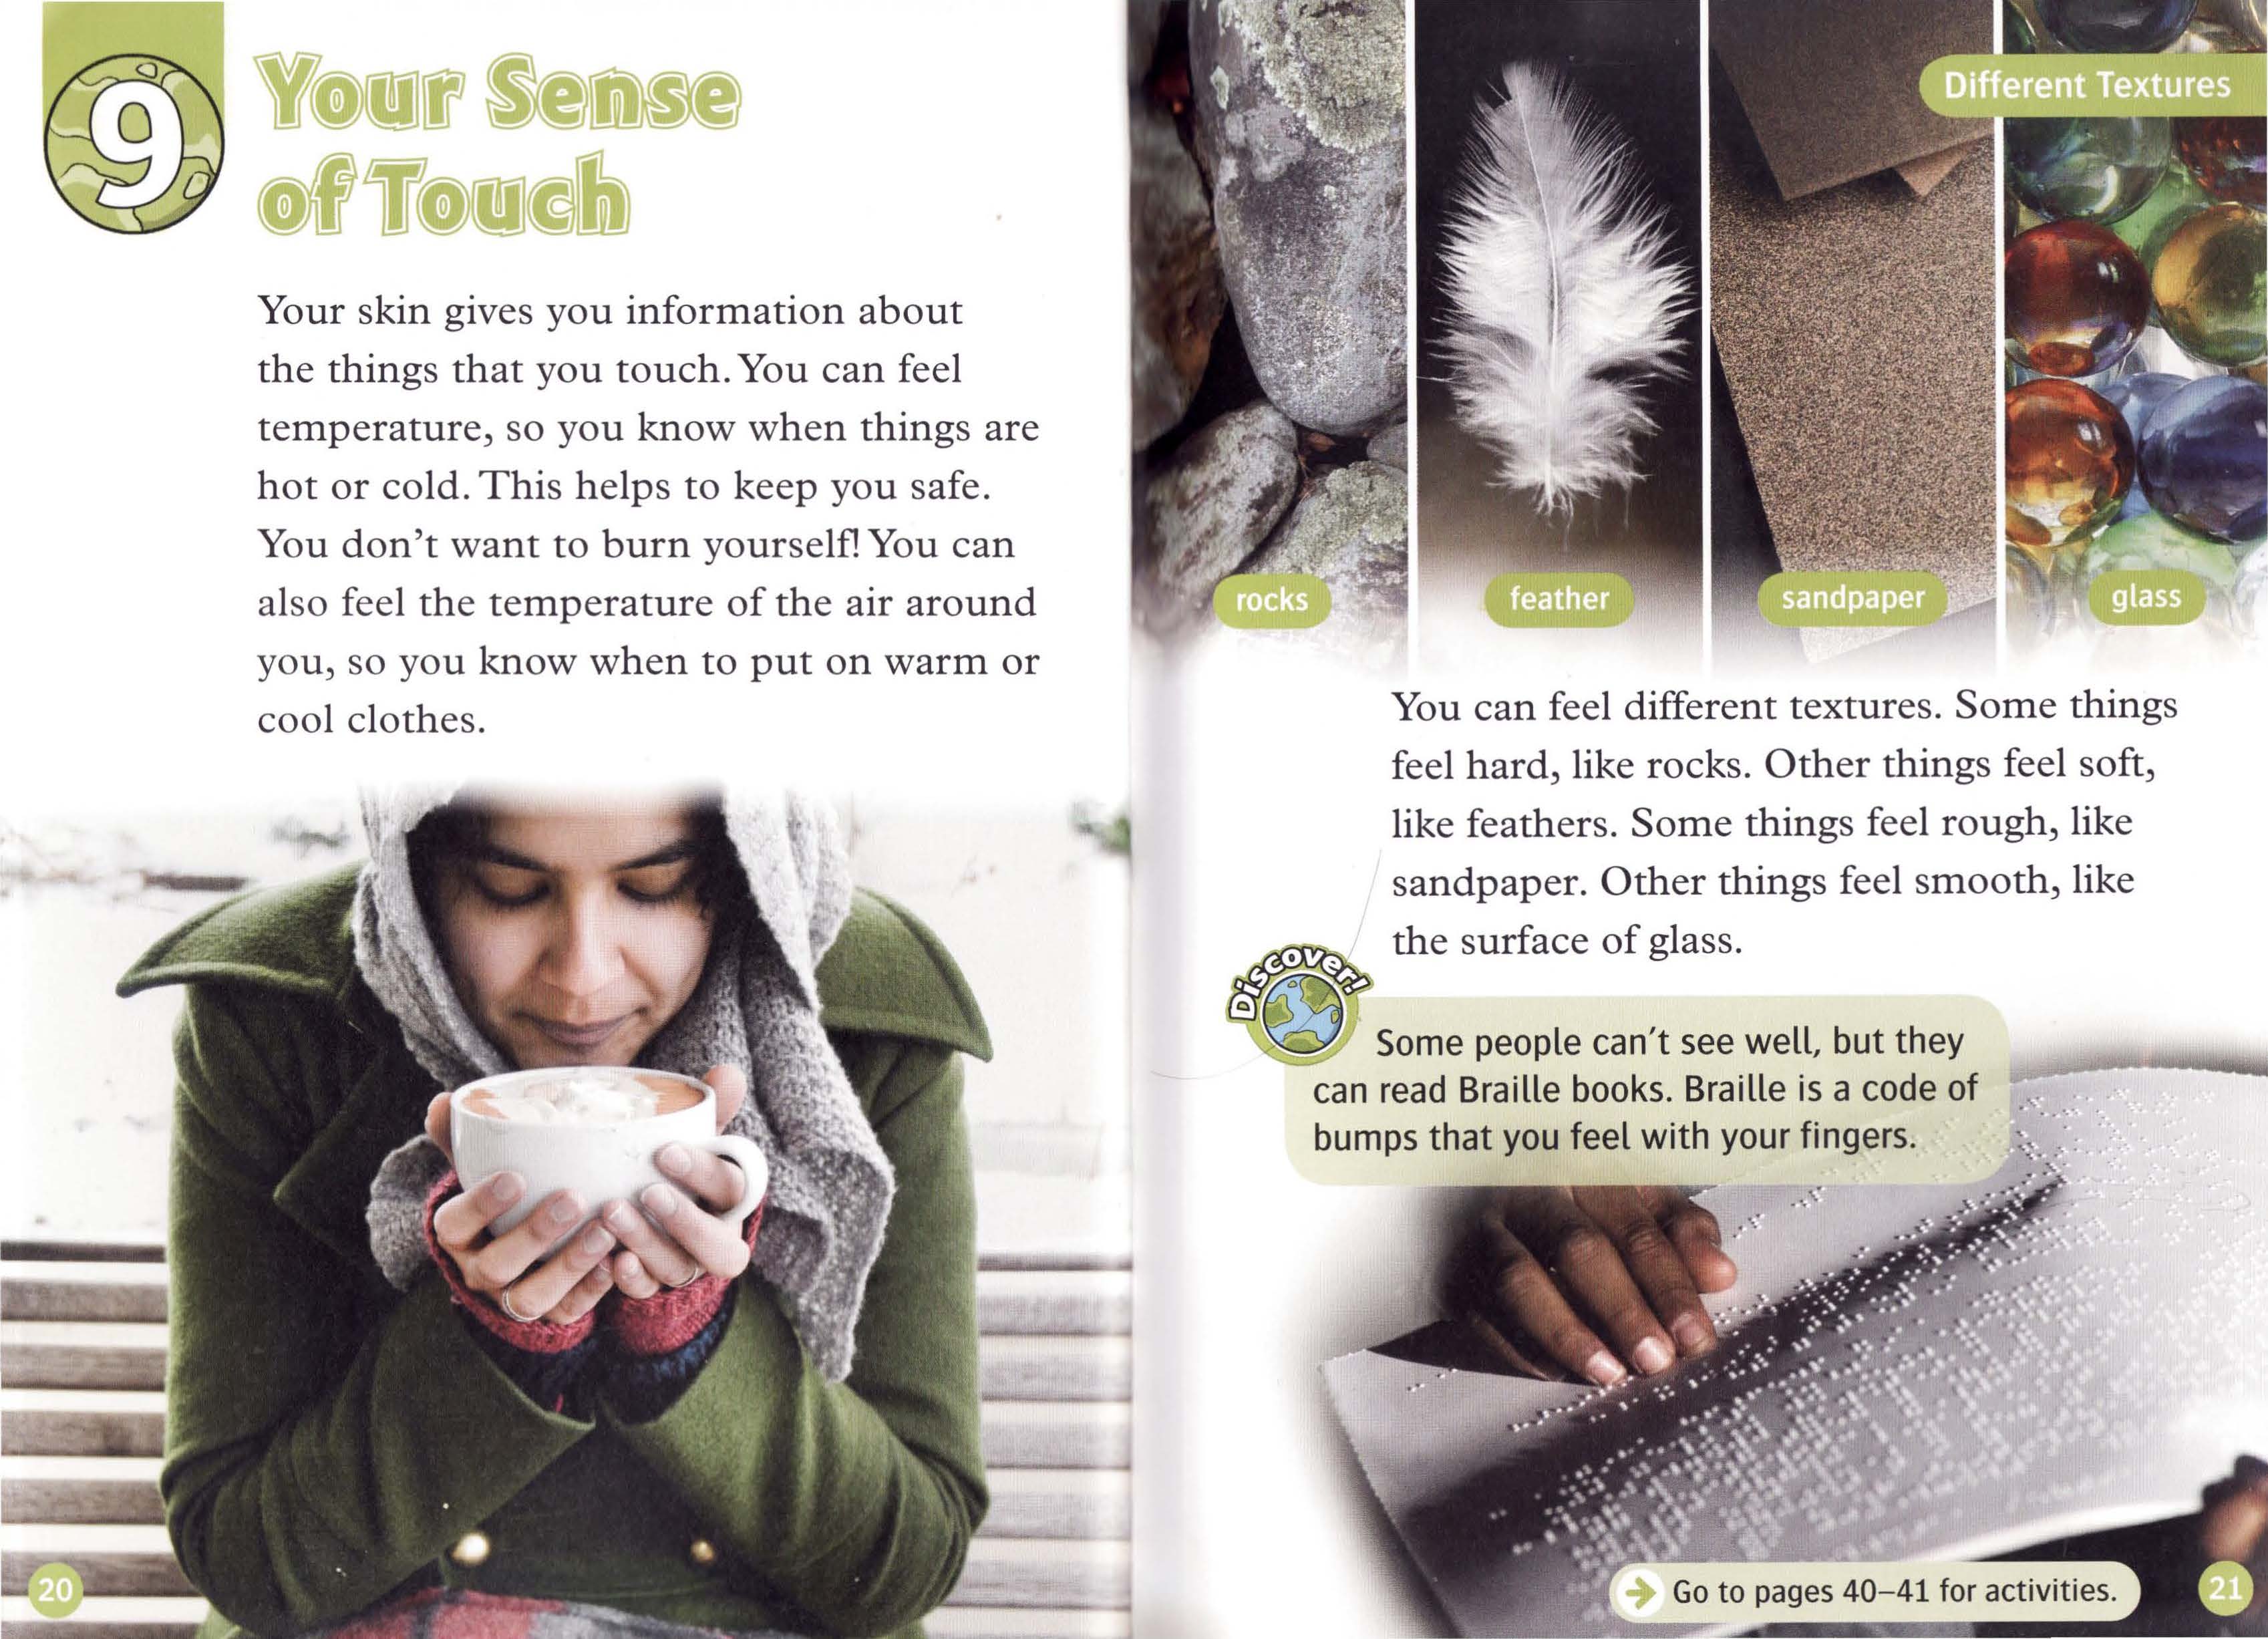 9
Your Sense
of Touch
Your skin gives you information about
the things that you touch. You can feel
temperature, so you know when things are
hot or cold. This helps to keep you safe.
You don't want to burn yourself! You can
also feel the temperature of the air around
you, so you know when to put on warm or
cool clothes.
20
Different Textures
rocks
feather
sandpaper
glass
You can feel different textures. Some things
feel hard, like rocks. Other things feel soft,
like feathers. Some things feel rough, like
sandpaper. Other things feel smooth, like
the surface of glass.
Discover!
Some people can't see well, but they
can read Braille books. Braille is a code of
bumps that you feel with your fingers.
Go to pages 40–41 for activities.
21